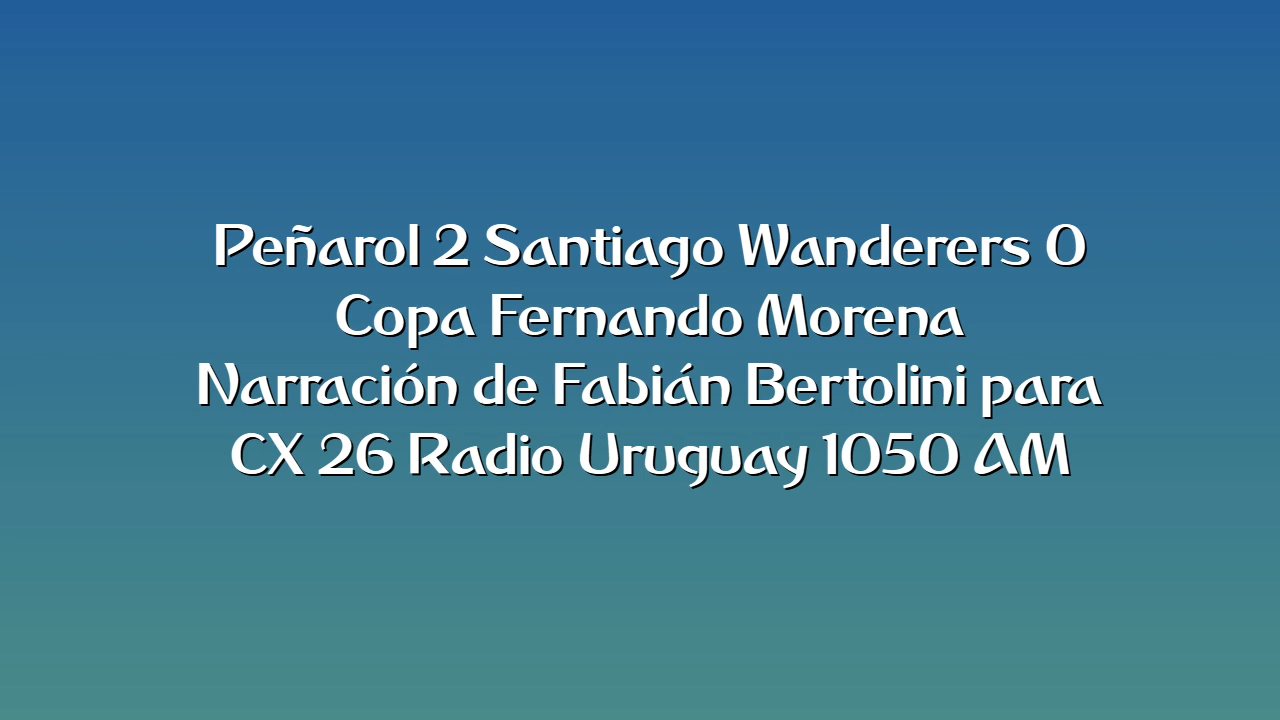 Peñarol 2 Santiago Wanderers 0
Copa Fernando Morena
Narración de Fabián Bertolini para
CX 26 Radio Uruguay 1050 AM